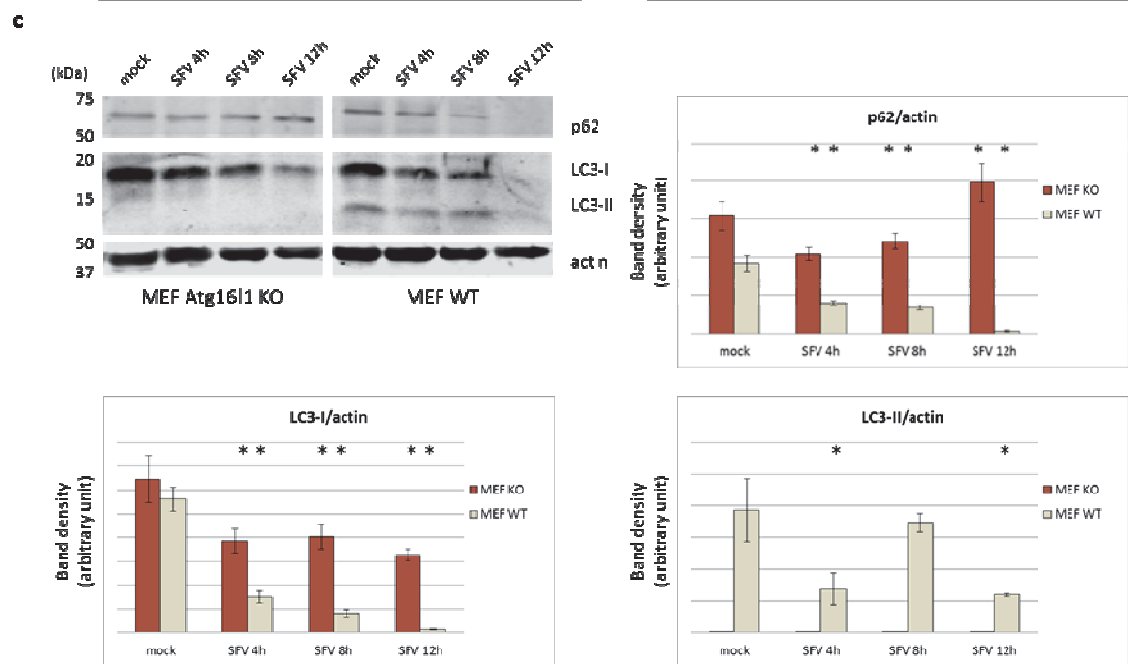 c
(kDa)
mock SFV 4h SFV 8h SFV 12h mock SFV 4h SFV 8h SFV 12h
75
50
p62
20
15
LC3-I
LC3-II
50
37
act n
MEF Atg16l1 KO MEF WT
p62/actin
* * * * * *
Band density
(arbitrary unit)
MEF KO
MEF WT
mock SFV 4h SFV 8h SFV 12h
LC3-I/actin
* * * * * *
Band density
(arbitrary unit)
MEF KO
MEF WT
mock SFV 4h SFV 8h SFV 12h
LC3-II/actin
* *
Band density
(arbitrary unit)
MEF KO
MEF WT
mock SFV 4h SFV 8h SFV 12h